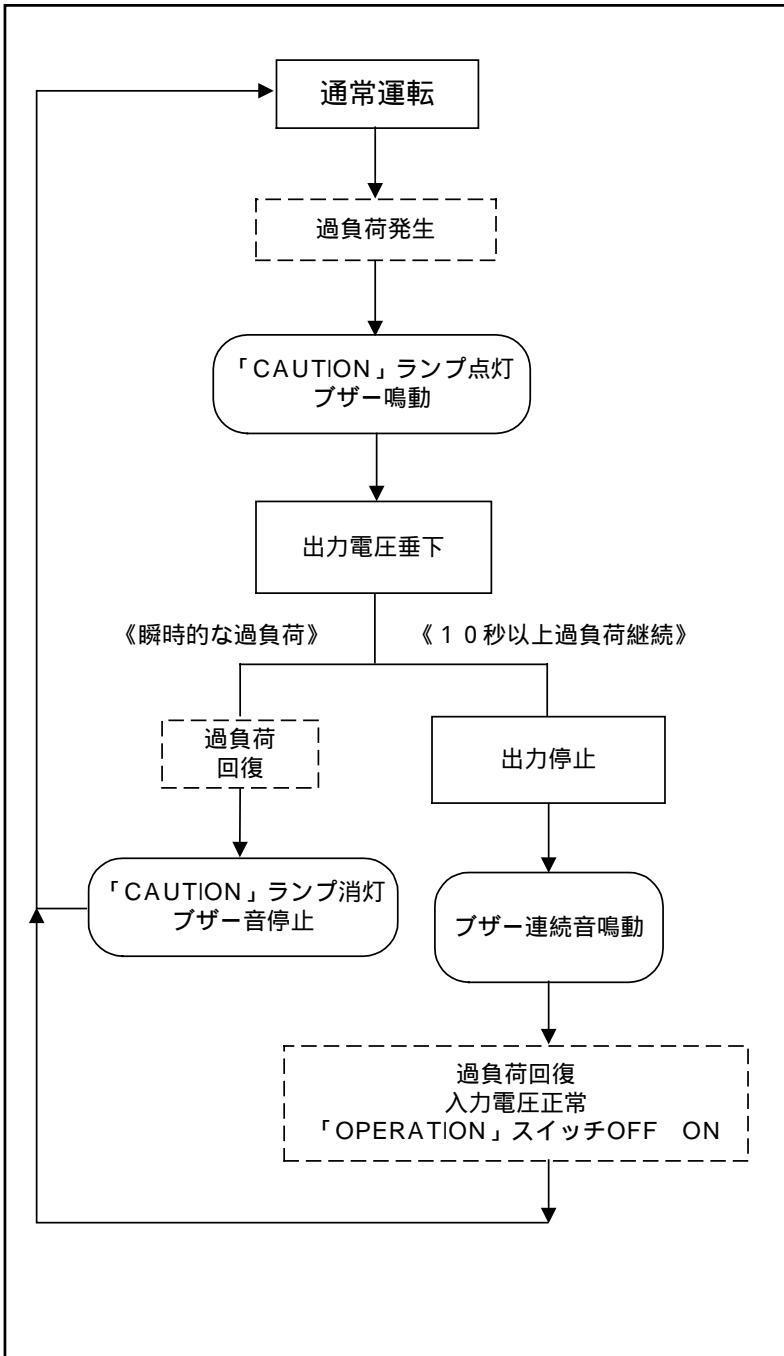 通常運転
過負荷発生
「CAUTION」ランプ点灯
ブザー鳴動
出力電圧垂下
《瞬時的な過負荷》
《１０秒以上過負荷継続》
過負荷
回復
出力停止
「CAUTION」ランプ消灯
ブザー音停止
ブザー連続音鳴動
過負荷回復
入力電圧正常
「OPERATION」スイッチOFF　ON